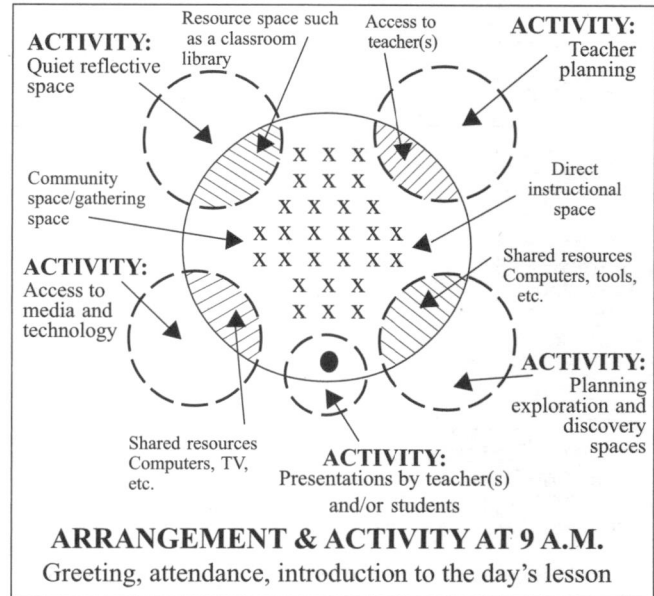 ACTIVITY:
Quiet reflective
space
Resource space such
as a classroom
library
Access to
teacher(s)
ACTIVITY:
Teacher
planning
Community
space/gathering
space
x x x
x x x
x x x
x x x x x x
x x x x x x
x x x
x x x
Direct
instructional
space
ACTIVITY:
Access to
media and
technology
Shared resources
Computers, tools,
etc.
Shared resources
Computers, TV,
etc.
ACTIVITY:
Presentations by teacher(s)
and/or students
ACTIVITY:
Planning
exploration and
discovery
spaces
ARRANGEMENT & ACTIVITY AT 9 A.M.
Greeting, attendance, introduction to the day's lesson